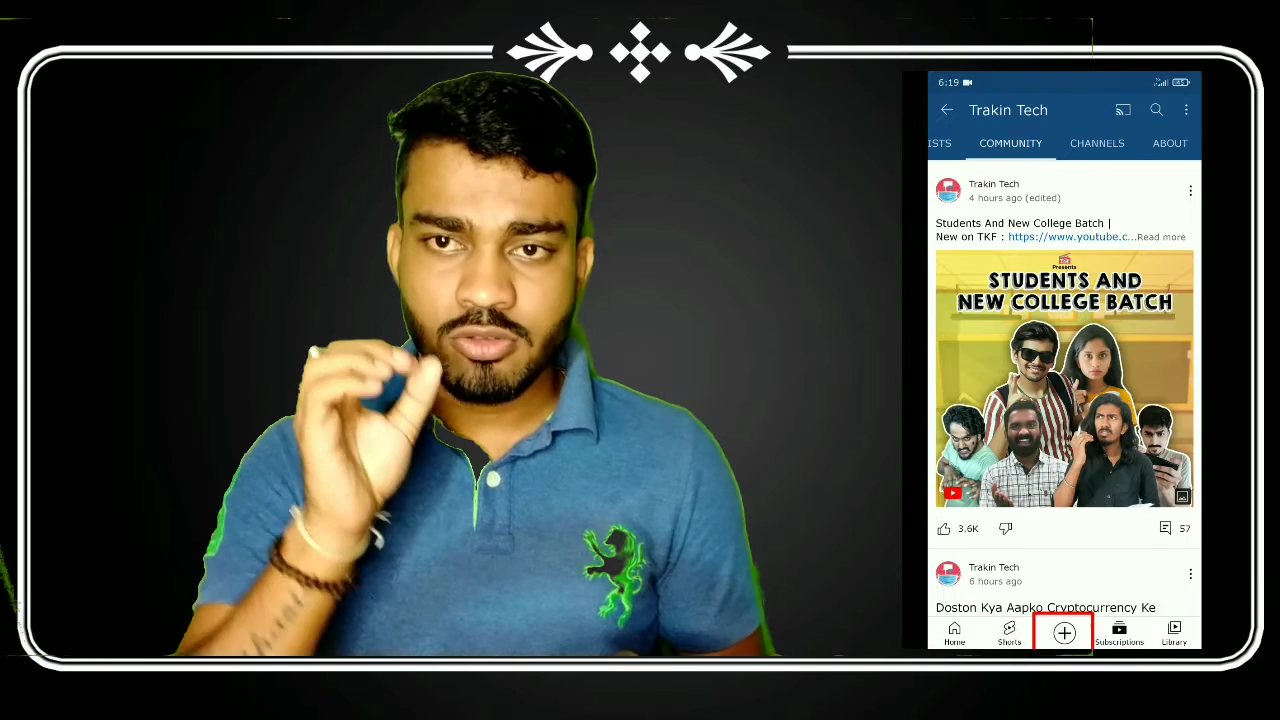 6:19
Trakin Tech
ISTS COMMUNITY CHANNELS ABOUT
Trakin Tech
4 hours ago (edited)
Students And New College Batch |
New on TKF : https://www.youtube.c...Read more
Presents
STUDENTS AND
NEW COLLEGE BATCH
3.6K 57
Trakin Tech
6 hours ago
Doston Kya Aapko Cryptocurrency Ke
Home Shorts Subscriptions Library